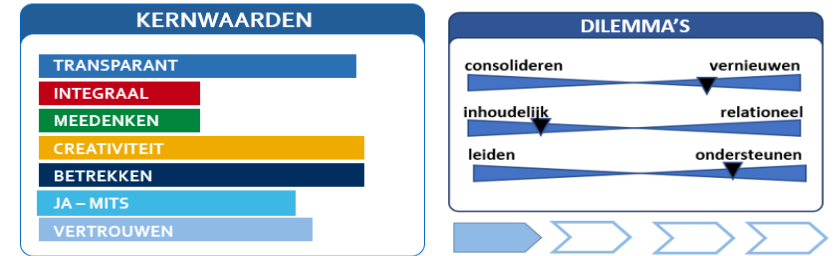 KERNWAARDEN
TRANSPARANT
INTEGRAAL
MEEDENKEN
CREATIVITEIT
BETREKKEN
JA – MITS
VERTROUWEN
DILEMMA'S
consolideren vernieuwen
inhoudelijk relationeel
leiden ondersteunen